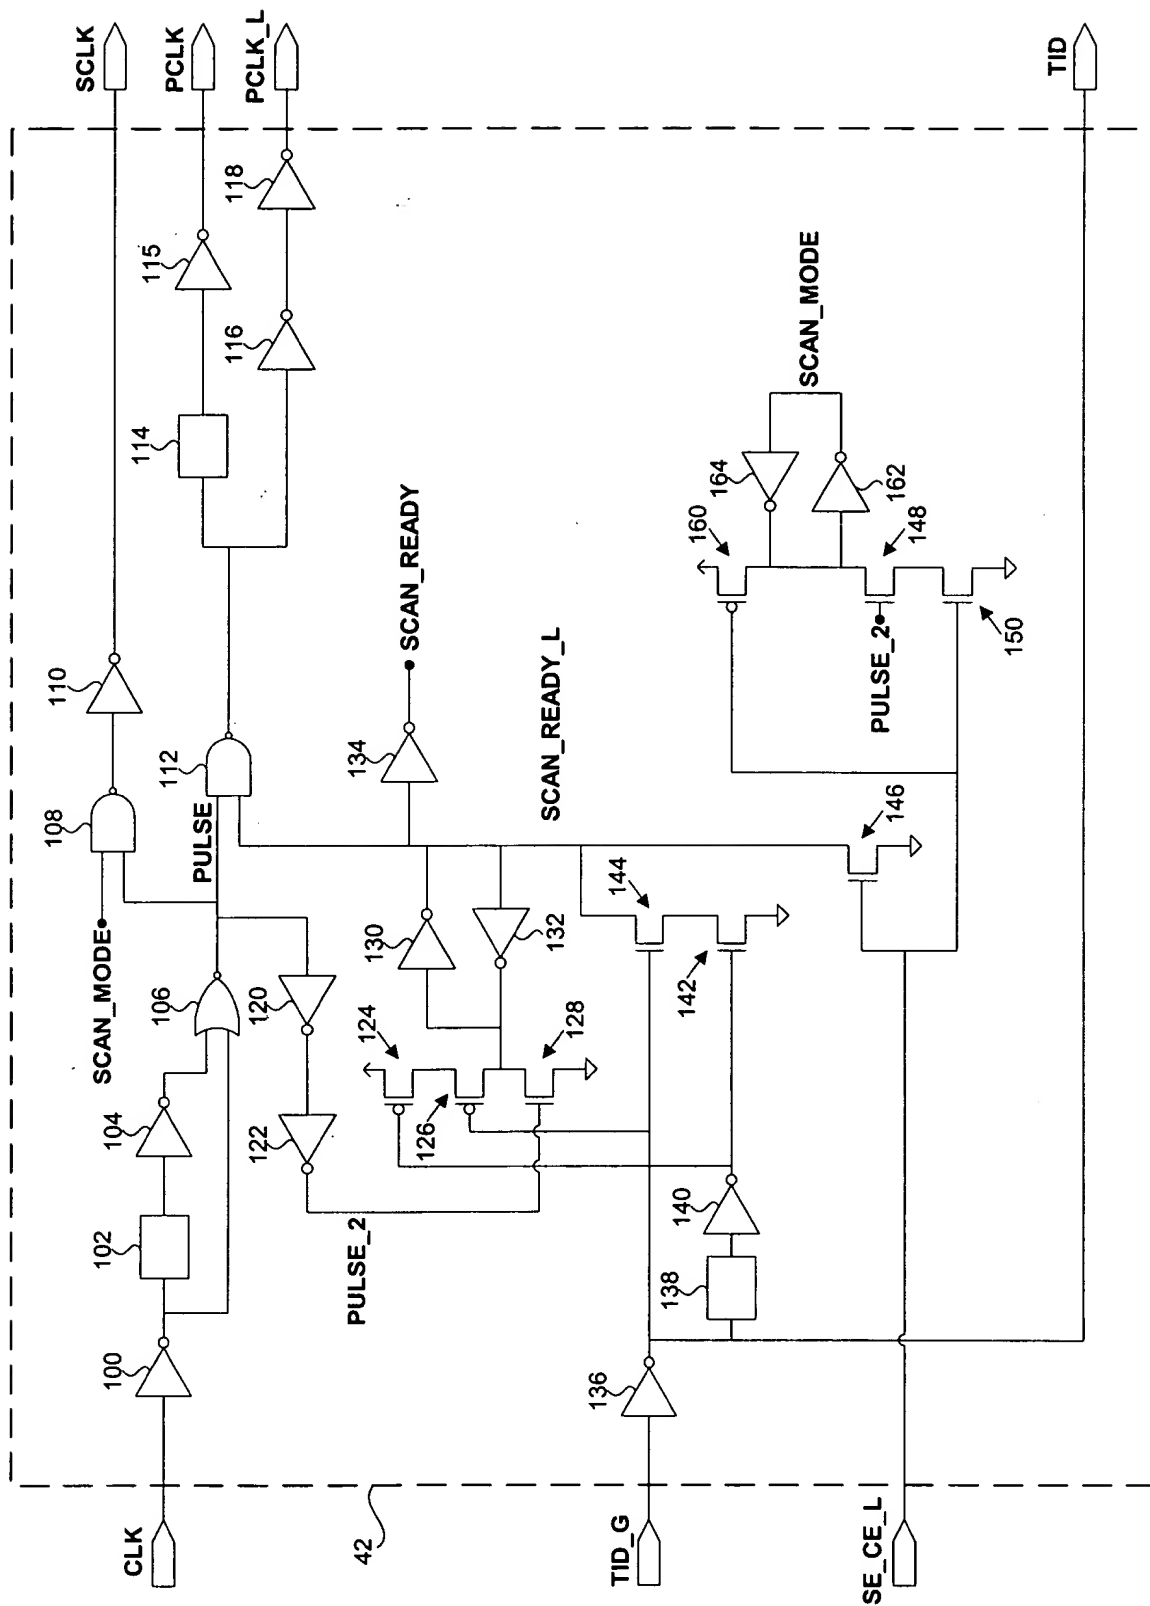 SCLK
PCLK
PCLK_L
TID
118
115
116
114
SCAN_MODE
164
162
160
148
PULSE_2
150
SCAN_READY
SCAN_READY_L
110
112
108
PULSE
134
146
144
142
130
132
SCAN_MODE
106
120
124
126
128
104
122
102
PULSE_2
140
138
100
136
42
CLK
TID_G
SE_CE_L